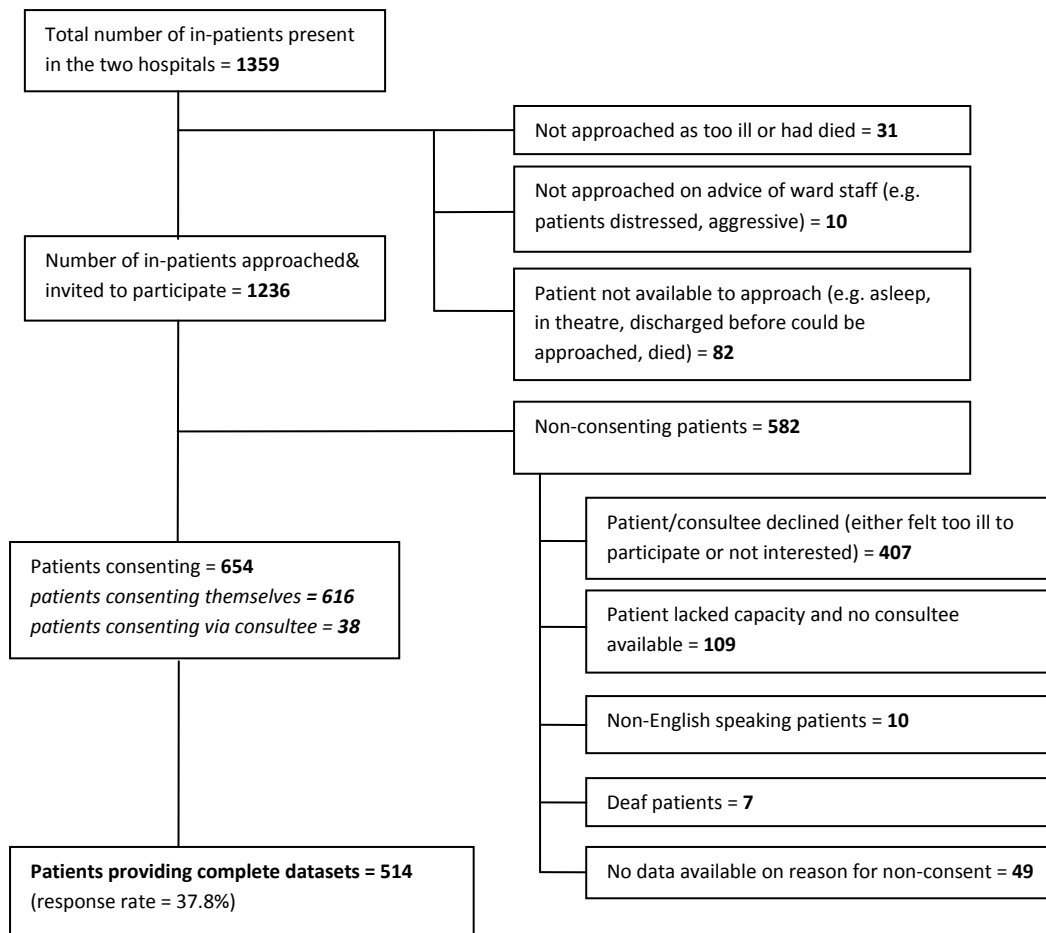 Total number of in-patients present
in the two hospitals = 1359
Not approached as too ill or had died = 31
Not approached on advice of ward staff (e.g.
patients distressed, aggressive) = 10
Number of in-patients approached&
invited to participate = 1236
Patient not available to approach (e.g. asleep,
in theatre, discharged before could be
approached, died) = 82
Non-consenting patients = 582
Patient/consultee declined (either felt too ill to
participate or not interested) = 407
Patients consenting = 654
patients consenting themselves = 616
patients consenting via consultee = 38
Patient lacked capacity and no consultee
available = 109
Non-English speaking patients = 10
Deaf patients = 7
No data available on reason for non-consent = 49
Patients providing complete datasets = 514
(response rate = 37.8%)